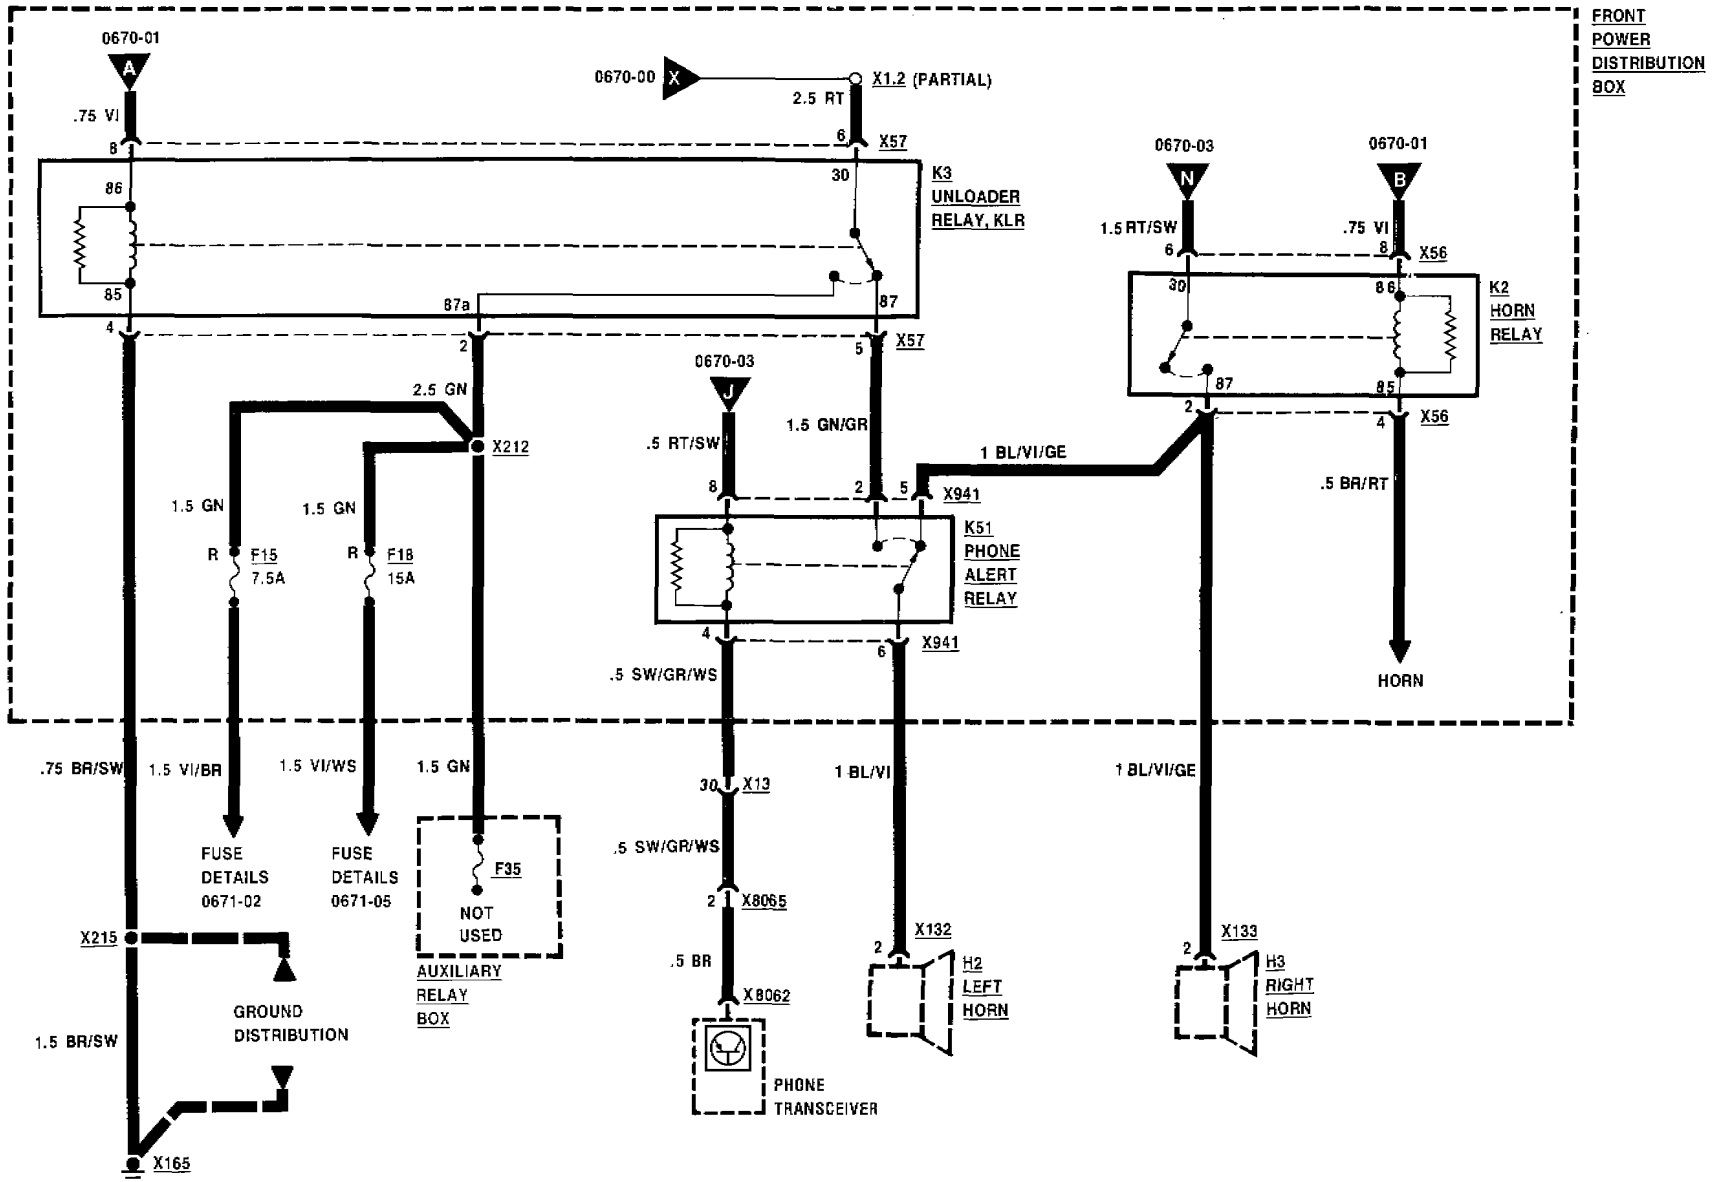 FRONT
POWER
DISTRIBUTION
BOX
0670-01
A
.75 VI
8
0670-00
X
X1.2 (PARTIAL)
2.5 RT
6
X57
86
30
K3
UNLOADER
RELAY, KLR
85
87a
87
4
2
5
X57
0670-03
N
1.5 RT/SW
6
0670-01
B
.75 VI
8
X56
30
86
K2
HORN
RELAY
87
85
2
4
X56
2.5 GN
X212
0670-03
J
.5 RT/SW
1.5 GN/GR
1 BL/VI/GE
8
2
5
X941
.5 BR/RT
1.5 GN
1.5 GN
R
F15
7.5A
R
F18
15A
K51
PHONE
ALERT
RELAY
4
6
X941
.5 SW/GR/WS
HORN
.75 BR/SW
1.5 VI/BR
1.5 VI/WS
1.5 GN
30
X13
1 BL/VI
1 BL/VI/GE
FUSE
DETAILS
0671-02
FUSE
DETAILS
0671-05
F35
NOT
USED
AUXILIARY
RELAY
BOX
.5 SW/GR/WS
2
X8065
.5 BR
X8062
PHONE
TRANSCEIVER
2
X132
H2
LEFT
HORN
2
X133
H3
RIGHT
HORN
X215
GROUND
DISTRIBUTION
1.5 BR/SW
X165